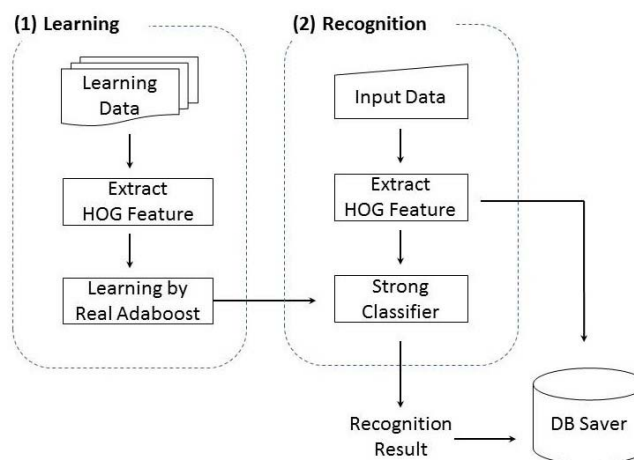 (1) Learning
Learning
Data
Extract
HOG Feature
Learning by
Real Adaboost
(2) Recognition
Input Data
Extract
HOG Feature
Strong
Classifier
Recognition
Result
DB Saver